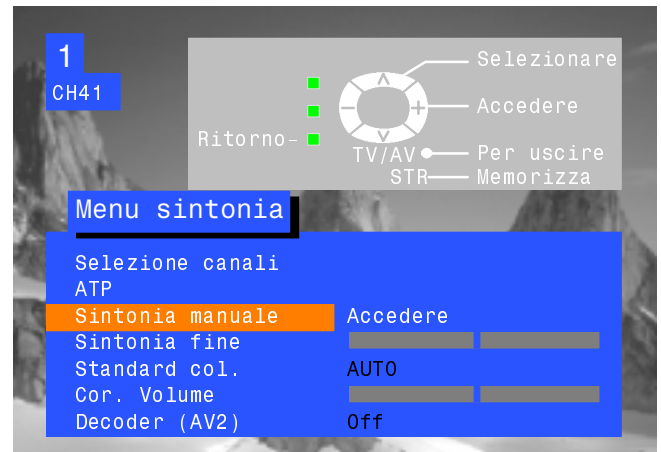 1
CH41
Selezionare
Accedere
Ritorno
TV/AV Per uscire
STR Memorizza
Menu sintonia
Selezione canali
ATP
Sintonia manuale Accedere
Sintonia fine
Standard col. AUTO
Cor. Volume
Decoder (AV2) Off